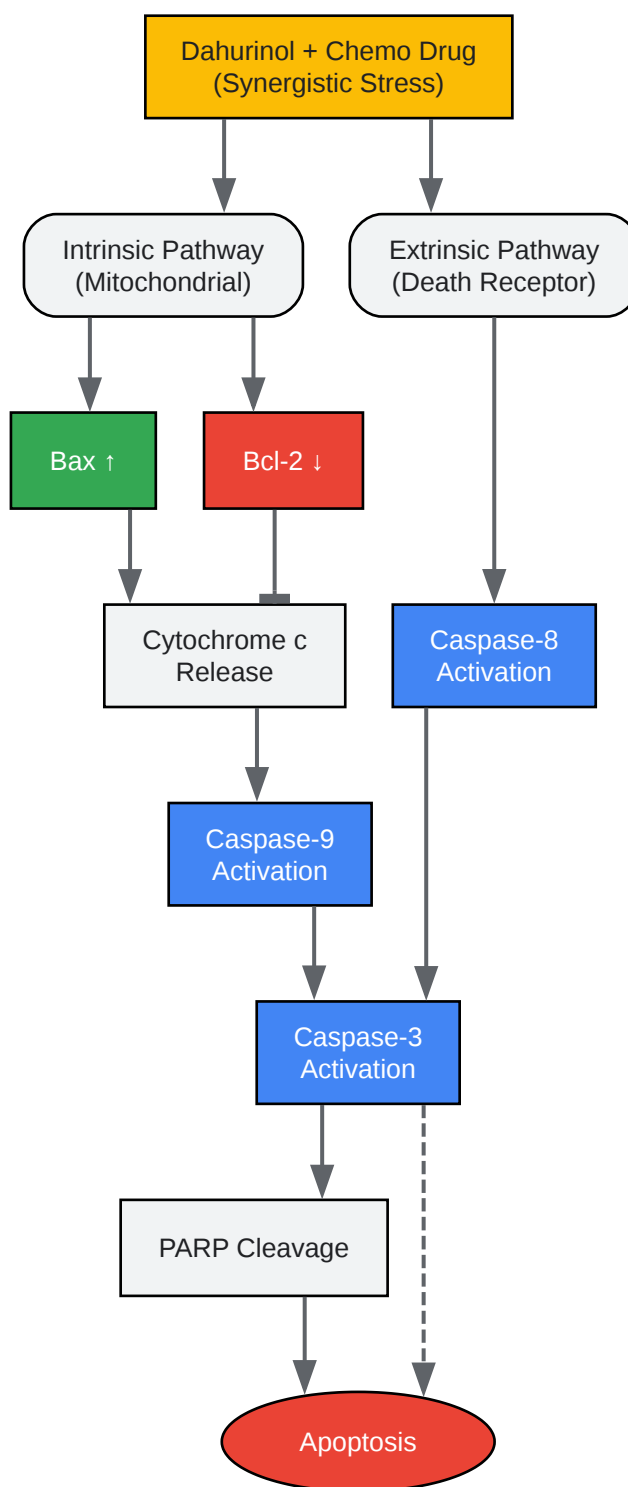 Dahurinol + Chemo Drug
(Synergistic Stress)
Intrinsic Pathway
(Mitochondrial)
Extrinsic Pathway
(Death Receptor)
Bax ↑
Bcl-2 ↓
Cytochrome c
Release
Caspase-8
Activation
Caspase-9
Activation
Caspase-3
Activation
PARP Cleavage
Apoptosis